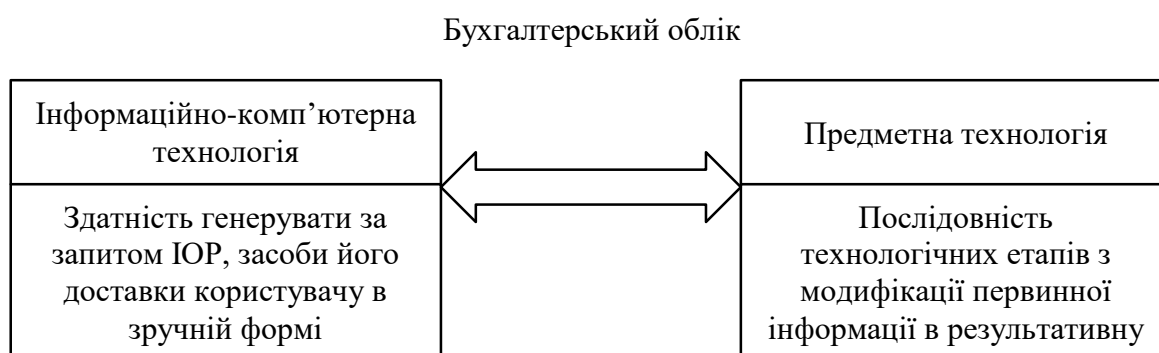 Бухгалтерський облік
Інформаційно-комп’ютерна
технологія
Здатність генерувати за
запитом ІОР, засоби його
доставки користувачу в
зручній формі
Предметна технологія
Послідовність
технологічних етапів з
модифікації первинної
інформації в результативну